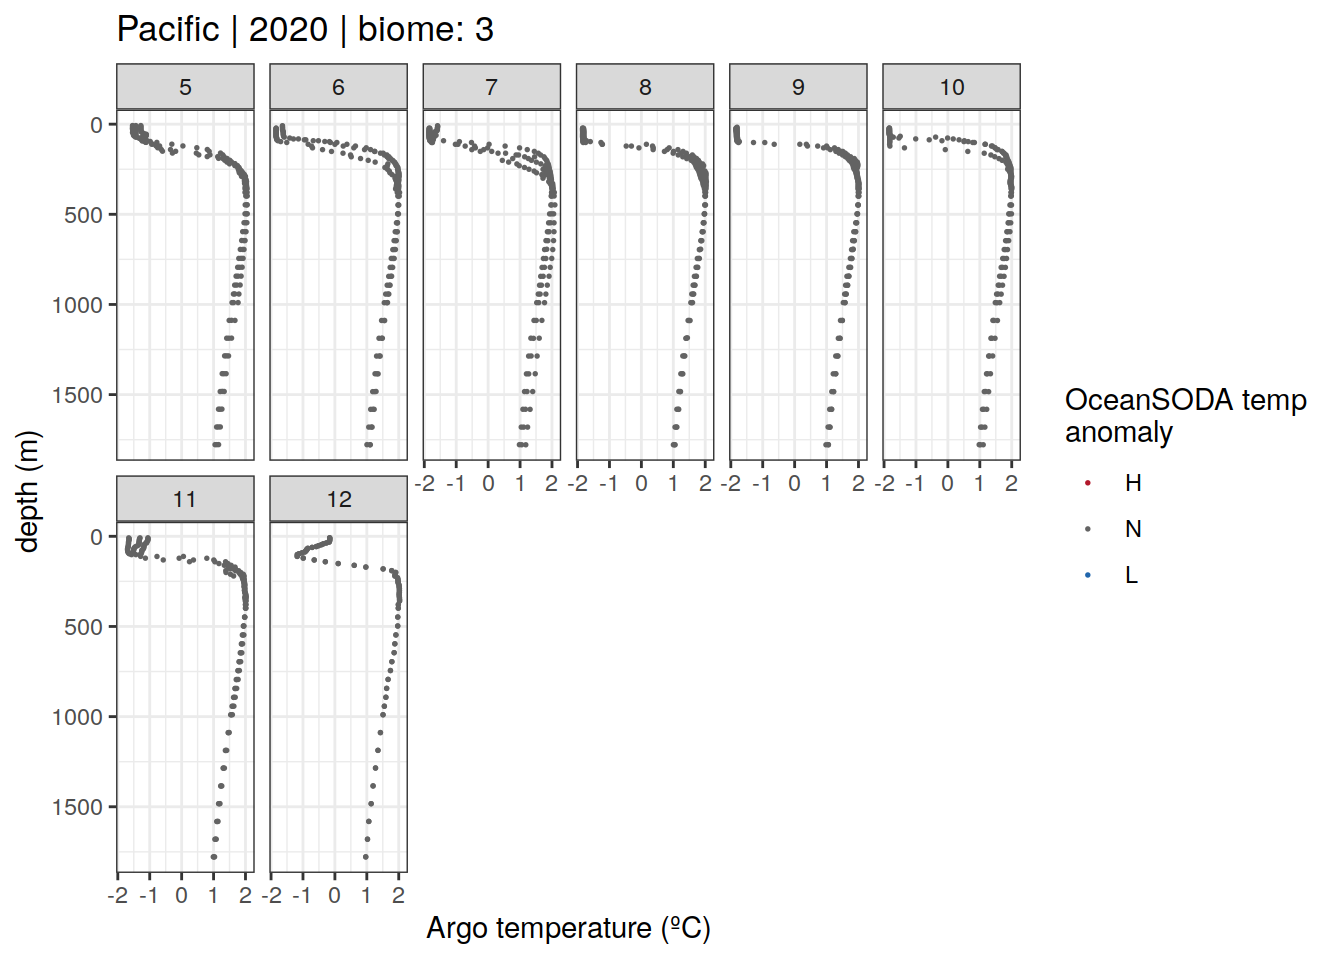 Pacific | 2020 | biome: 3
5 6 7 8 9 10
0
500
1000
1500
-2 -1 0 1 2 -2 -1 0 1 2 -2 -1 0 1 2 -2 -1 0 1 2
11 12
0
500
1000
1500
-2 -1 0 1 2 -2 -1 0 1 2
depth (m)
Argo temperature (ºC)
OceanSODA temp
anomaly
H
N
L